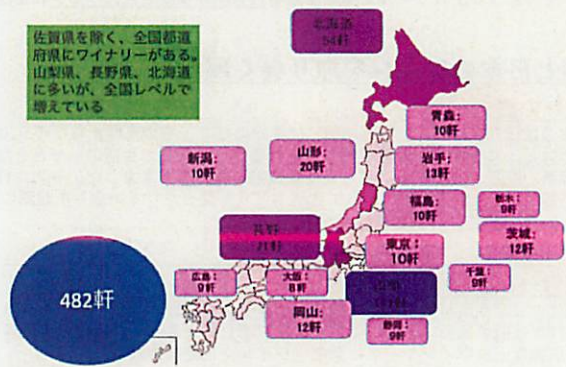 佐賀県を除く、全国都道
府県にワイナリーがある。
山梨県、長野県、北海道
に多いが、全国レベルで
増えている
北海道
54軒
青森:
10軒
新潟:
10軒
山形:
20軒
岩手:
13軒
福島:
10軒
栃木:
9軒
長野
茨城:
12軒
東京:
10軒
広島:
9軒
大阪:
8軒
千葉:
9軒
482軒
岡山:
12軒
静岡:
9軒